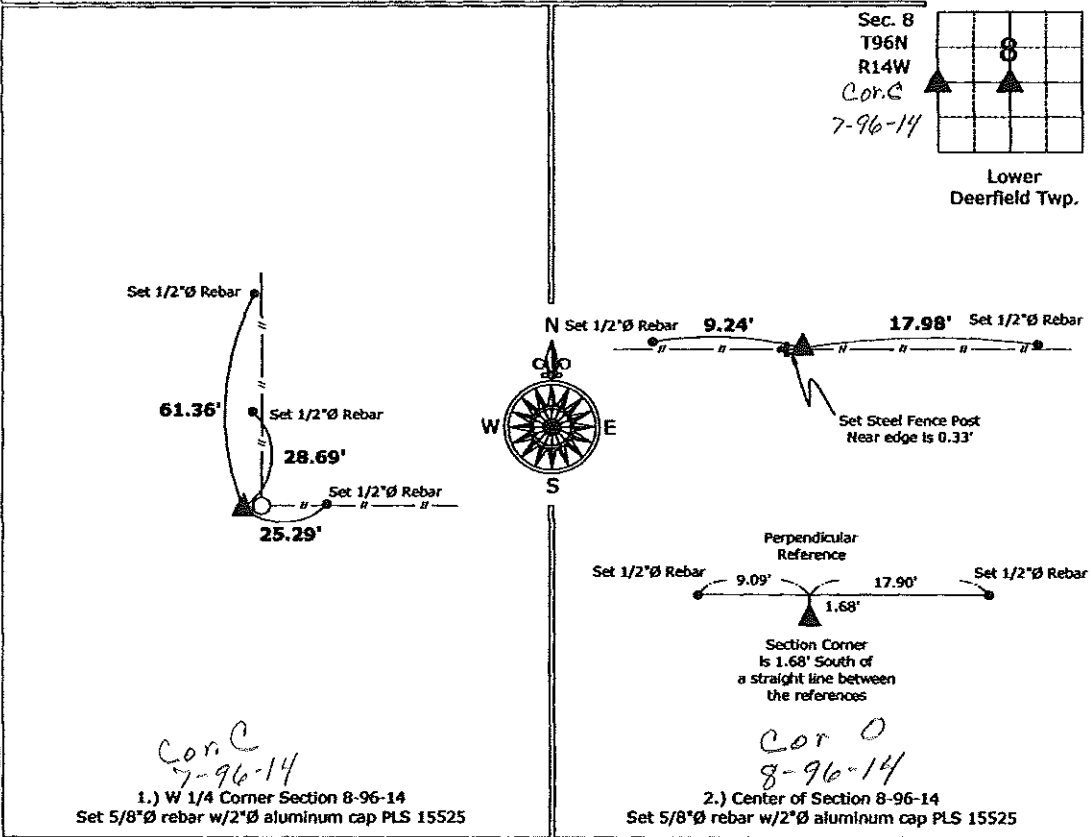 Sec. 8
T96N
R14W
Cor. C
7-96-14
8
Lower
Deerfield Twp.
Set 1/2"Ø Rebar
61.36'
Set 1/2"Ø Rebar
28.69'
Set 1/2"Ø Rebar
25.29'
Cor. C
7-96-14
1.) W 1/4 Corner Section 8-96-14
Set 5/8"Ø rebar w/2"Ø aluminum cap PLS 15525
N
W
E
S
Set 1/2"Ø Rebar
9.24'
17.98'
Set 1/2"Ø Rebar
Set Steel Fence Post
Near edge is 0.33'
Perpendicular
Reference
Set 1/2"Ø Rebar
9.09'
17.90'
Set 1/2"Ø Rebar
1.68'
Section Corner
is 1.68' South of
a straight line between
the references
Cor O
8-96-14
2.) Center of Section 8-96-14
Set 5/8"Ø rebar w/2"Ø aluminum cap PLS 15525